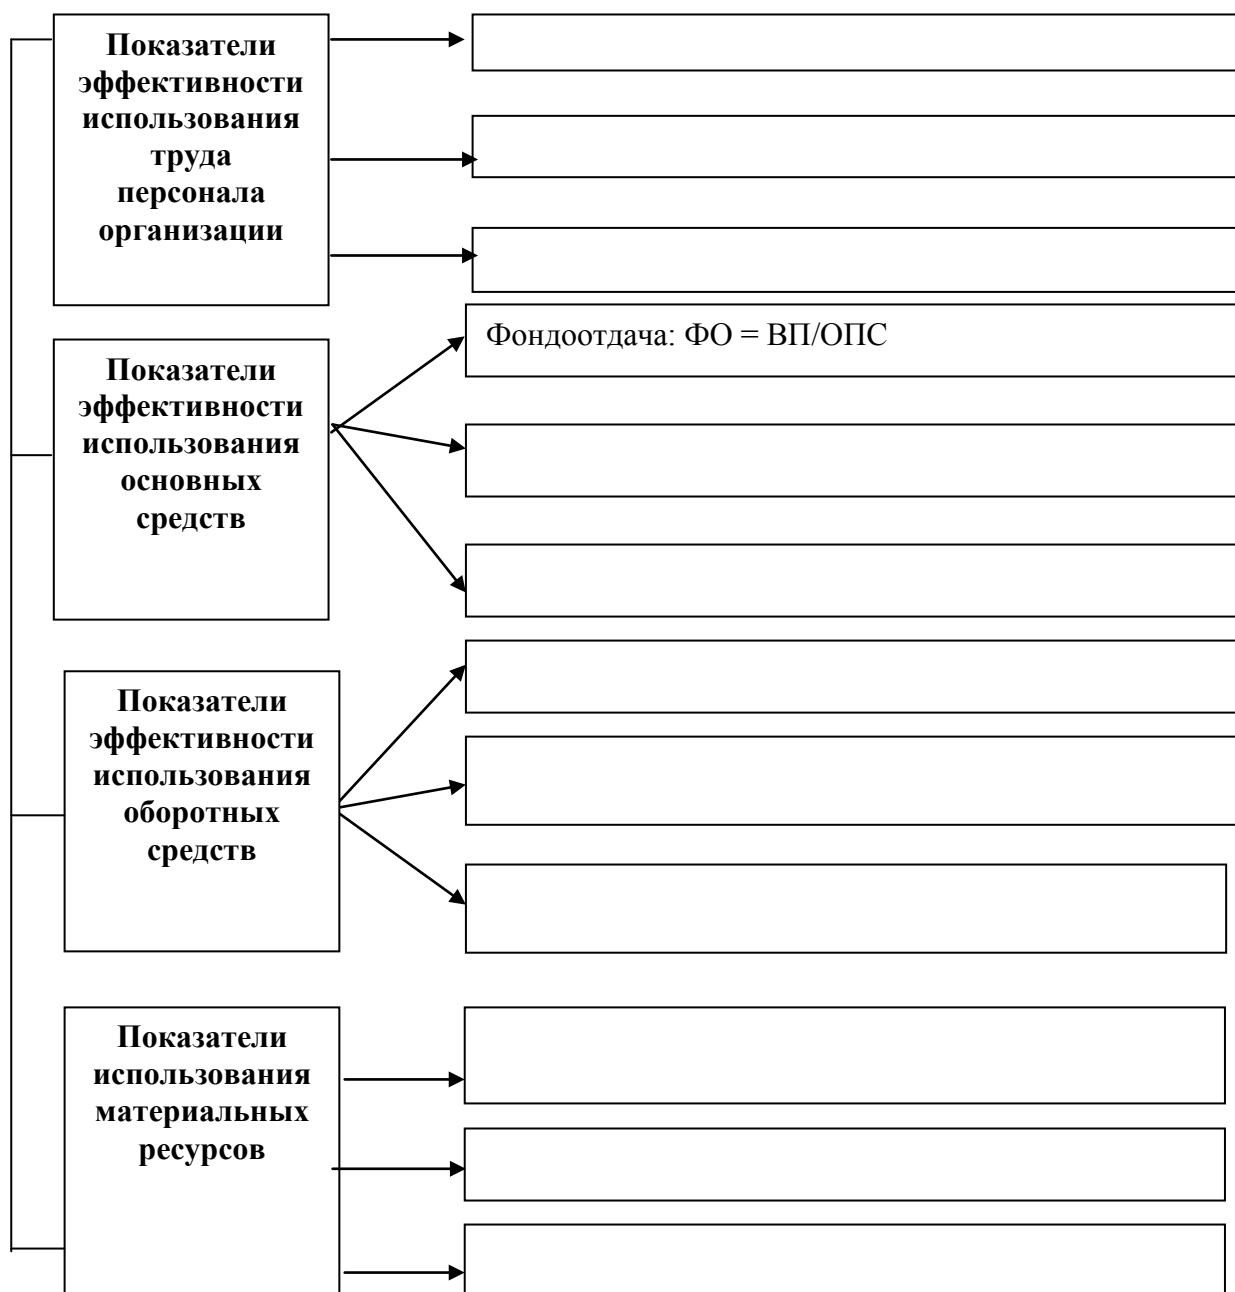 Показатели
эффективности
использования
труда
персонала
организации
Фондоотдача: ФО = ВП/ОПС
Показатели
эффективности
использования
основных
средств
Показатели
эффективности
использования
оборотных
средств
Показатели
использования
материальных
ресурсов